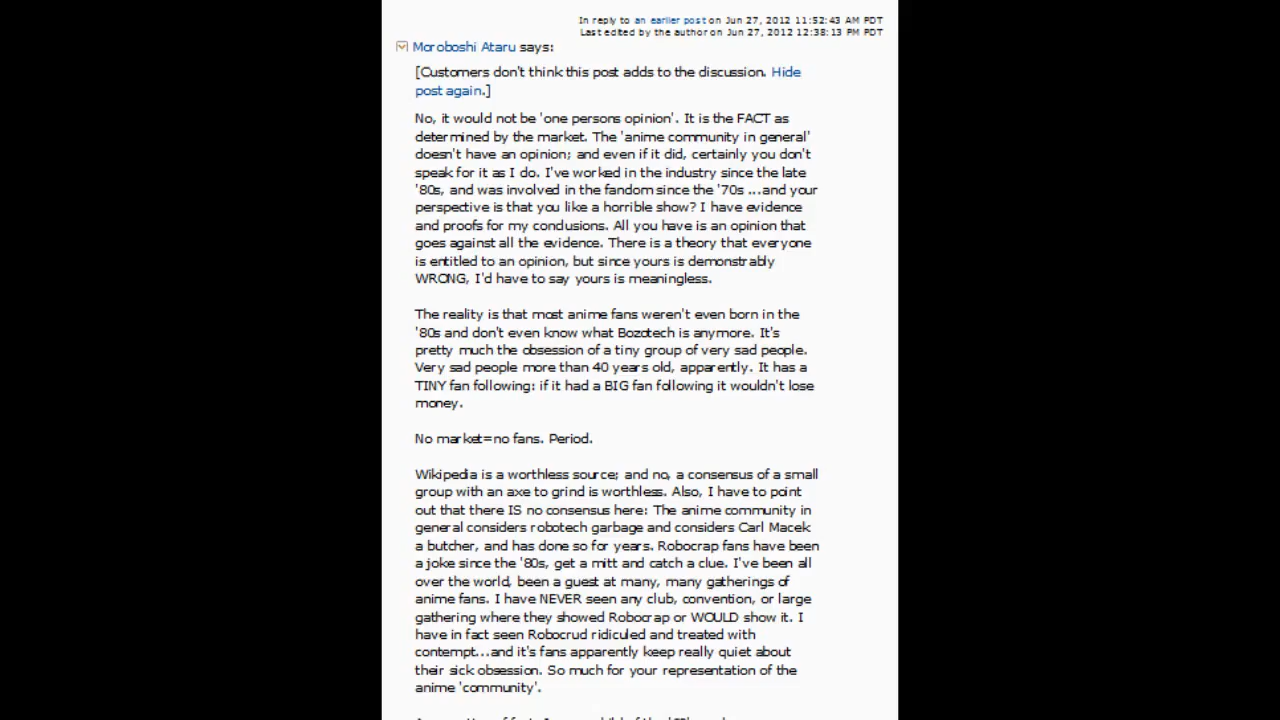 In reply to an earlier post on Jun 27, 2012 11:52:43 AM PDT
Last edited by the author on Jun 27, 2012 12:38:13 PM PDT
Moroboshi Ataru says:
[Customers don't think this post adds to the discussion. Hide
post again.]
No, it would not be 'one persons opinion'. It is the FACT as
determined by the market. The 'anime community in general'
doesn't have an opinion; and even if it did, certainly you don't
speak for it as I do. I've worked in the industry since the late
'80s, and was involved in the fandom since the '70s ...and your
perspective is that you like a horrible show? I have evidence
and proofs for my conclusions. All you have is an opinion that
goes against all the evidence. There is a theory that everyone
is entitled to an opinion, but since yours is demonstrably
WRONG, I'd have to say yours is meaningless.
The reality is that most anime fans weren't even born in the
'80s and don't even know what Bozotech is anymore. It's
pretty much the obsession of a tiny group of very sad people.
Very sad people more than 40 years old, apparently. It has a
TINY fan following: if it had a BIG fan following it wouldn't lose
money.
No market=no fans. Period.
Wikipedia is a worthless source; and no, a consensus of a small
group with an axe to grind is worthless. Also, I have to point
out that there IS no consensus here: The anime community in
general considers robotech garbage and considers Carl Macek
a butcher, and has done so for years. Robocrap fans have been
a joke since the '80s, get a mitt and catch a clue. I've been all
over the world, been a guest at many, many gatherings of
anime fans. I have NEVER seen any club, convention, or large
gathering where they showed Robocrap or WOULD show it. I
have in fact seen Robocrud ridiculed and treated with
contempt...and it's fans apparently keep really quiet about
their sick obsession. So much for your representation of the
anime 'community'.